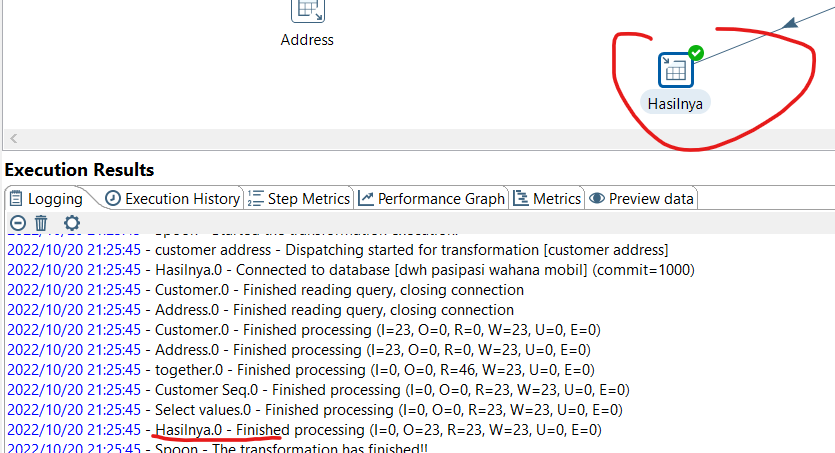 Address
Hasilnya
Execution Results
Logging Execution History Step Metrics Performance Graph Metrics Preview data
2022/10/20 21:25:45 - Spoon - Started the transformation execution.
2022/10/20 21:25:45 - customer address - Dispatching started for transformation [customer address]
2022/10/20 21:25:45 - Hasilnya.0 - Connected to database [dwh pasipasi wahana mobil] (commit=1000)
2022/10/20 21:25:45 - Customer.0 - Finished reading query, closing connection
2022/10/20 21:25:45 - Address.0 - Finished reading query, closing connection
2022/10/20 21:25:45 - Customer.0 - Finished processing (I=23, O=0, R=0, W=23, U=0, E=0)
2022/10/20 21:25:45 - Address.0 - Finished processing (I=23, O=0, R=0, W=23, U=0, E=0)
2022/10/20 21:25:45 - together.0 - Finished processing (I=0, O=0, R=46, W=23, U=0, E=0)
2022/10/20 21:25:45 - Customer Seq.0 - Finished processing (I=0, O=0, R=23, W=23, U=0, E=0)
2022/10/20 21:25:45 - Select values.0 - Finished processing (I=0, O=0, R=23, W=23, U=0, E=0)
2022/10/20 21:25:45 - Hasilnya.0 - Finished processing (I=0, O=23, R=23, W=23, U=0, E=0)
2022/10/20 21:25:45 - Spoon - The transformation has finished!!